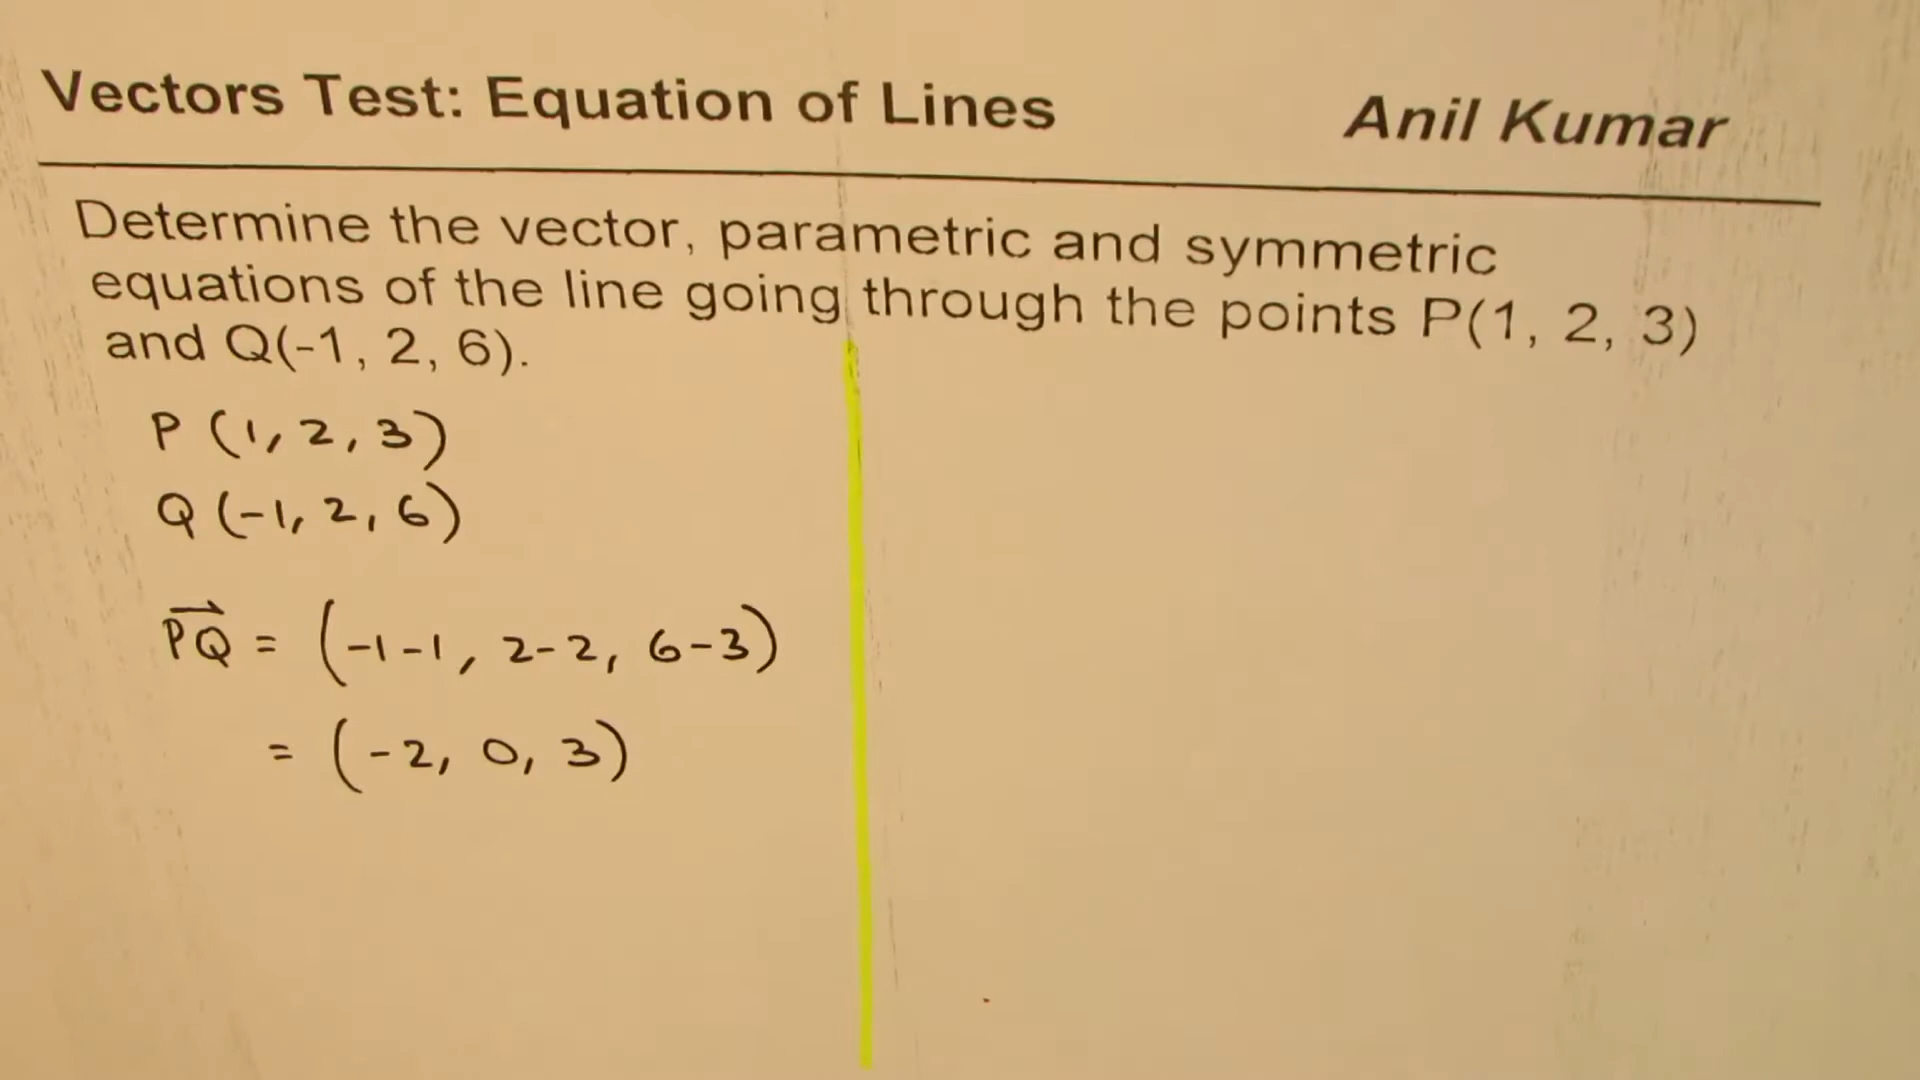 Vectors Test: Equation of Lines Anil Kumar
Determine the vector, parametric and symmetric
equations of the line going through the points P(1, 2, 3)
and Q(-1, 2, 6).
P (1, 2, 3)
Q (-1, 2, 6)
\overrightarrow{PQ} = (-1-1, 2-2, 6-3)
= (-2, 0, 3)